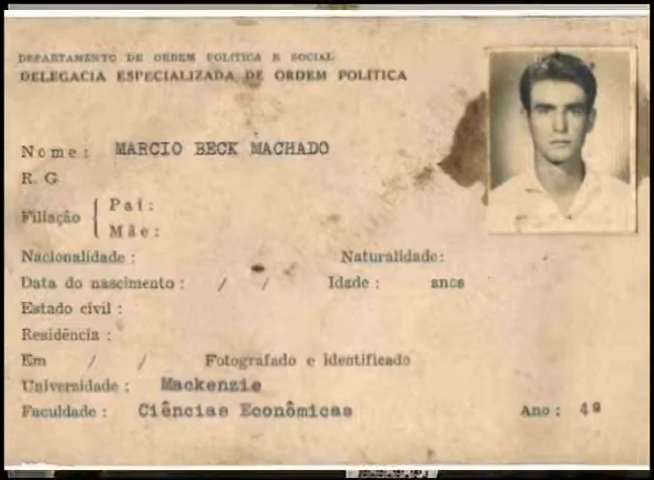 DEPARTAMENTO DE ORDEM POLITICA E SOCIAL
DELEGACIA ESPECIALIZADA DE ORDEM POLITICA
Nome: MARCIO BECK MACHADO
R. G
Filiação { Pai:
Mãe:
Nacionalidade: Naturalidade:
Data do nascimento: / / Idade: anos
Estado civil:
Residência:
Em / / Fotografado e identificado
Universidade: Mackenzie
Faculdade: Ciências Econômicas Ano: 4º